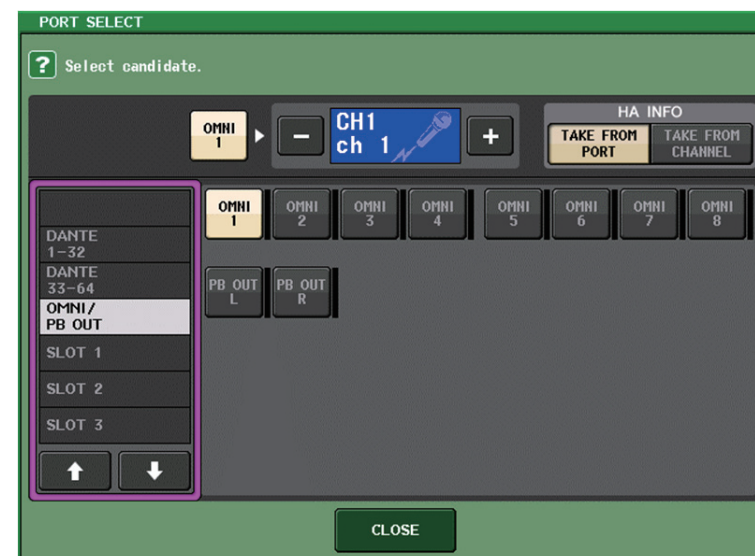 PORT SELECT
? Select candidate.
OMNI
1
−
CH1
ch 1
+
HA INFO
TAKE FROM
PORT
TAKE FROM
CHANNEL
DANTE
1-32
DANTE
33-64
OMNI/
PB OUT
SLOT 1
SLOT 2
SLOT 3
OMNI
1
OMNI
2
OMNI
3
OMNI
4
OMNI
5
OMNI
6
OMNI
7
OMNI
8
PB OUT
L
PB OUT
R
CLOSE